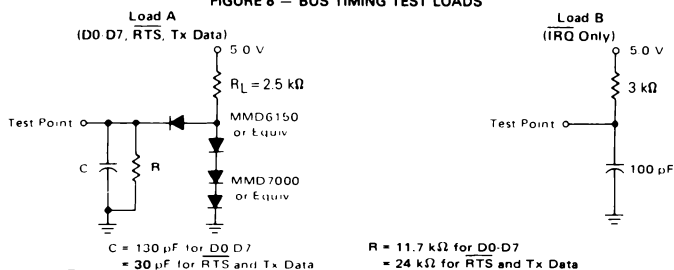 FIGURE 6 — BUS TIMING TEST LOADS
Load A
(D0-D7, RTS, Tx Data)
5.0 V
RL = 2.5 kΩ
Test Point
MMD6150
or Equiv
C
R
MMD7000
or Equiv
C = 130 pF for D0-D7
= 30 pF for RTS and Tx Data
Load B
(IRQ Only)
5.0 V
3 kΩ
Test Point
100 pF
R = 11.7 kΩ for D0-D7
= 24 kΩ for RTS and Tx Data